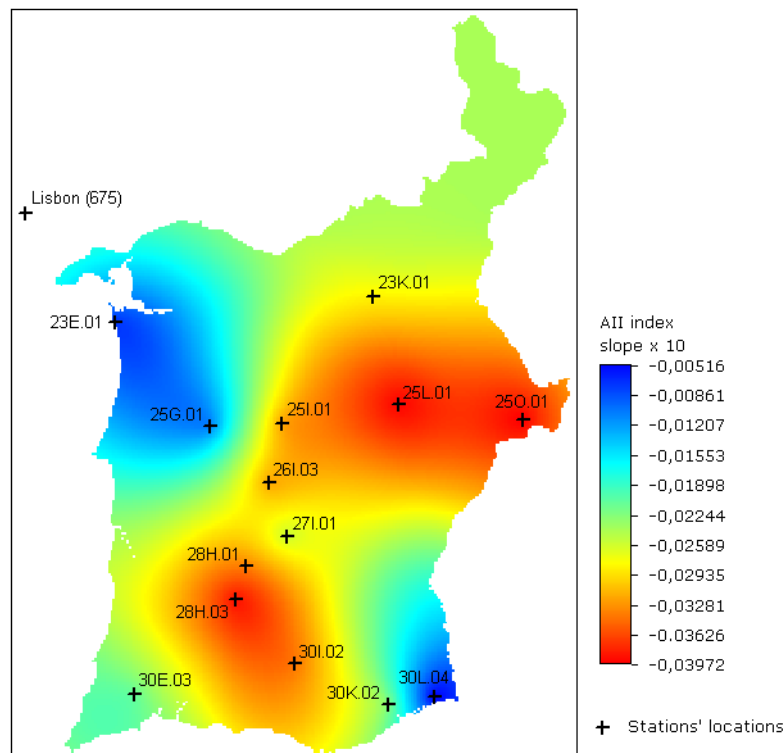 Lisbon (675)
23K.01
23E.01
AII index
slope x 10
-0,00516
-0,00861
-0,01207
-0,01553
-0,01898
-0,02244
-0,02589
-0,02935
-0,03281
-0,03626
-0,03972
25L.01
25O.01
25G.01
25I.01
26I.03
27I.01
28H.01
28H.03
30I.02
30E.03
30K.02
30L.04
Stations' locations